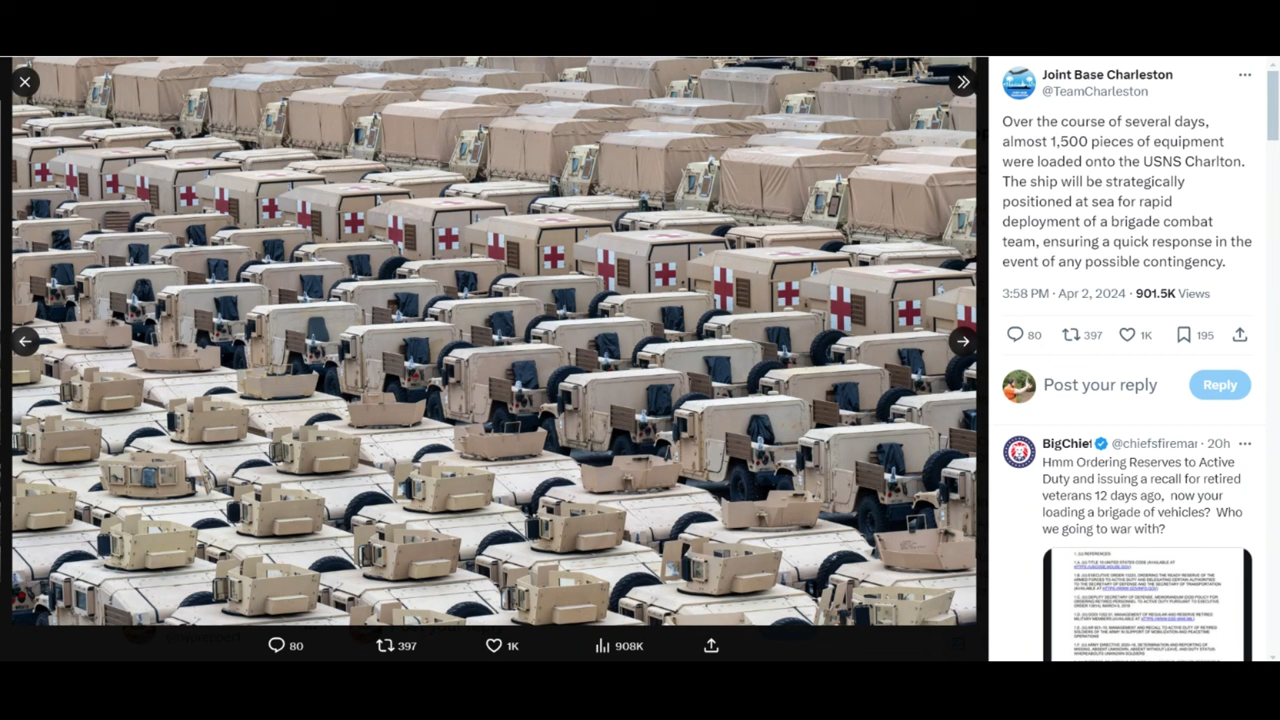 Joint Base Charleston
@TeamCharleston
Over the course of several days,
almost 1,500 pieces of equipment
were loaded onto the USNS Charlton.
The ship will be strategically
positioned at sea for rapid
deployment of a brigade combat
team, ensuring a quick response in the
event of any possible contingency.
3:58 PM · Apr 2, 2024 · 901.5K Views
80 397 1K 195
Post your reply Reply
BigChief @chiefsfiremar · 20h
Hmm Ordering Reserves to Active
Duty and issuing a recall for retired
veterans 12 days ago, now your
loading a brigade of vehicles? Who
we going to war with?
80 397 1K 908K